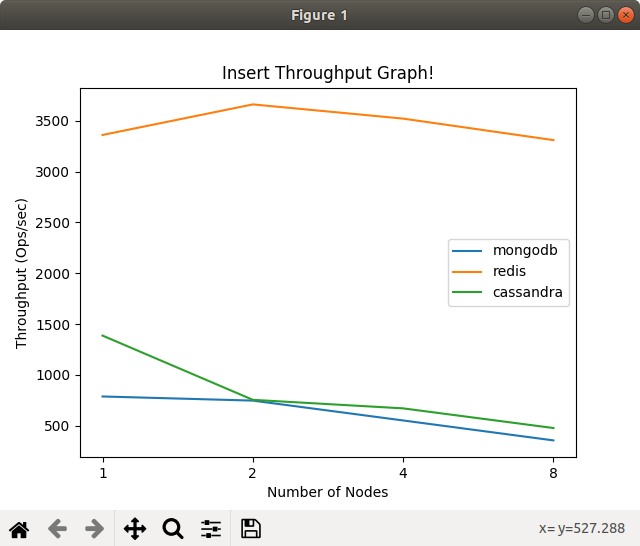 Figure 1
Insert Throughput Graph!
Throughput (Ops/sec)
3500
3000
2500
2000
1500
1000
500
mongodb
redis
cassandra
1 2 4 8
Number of Nodes
x= y=527.288